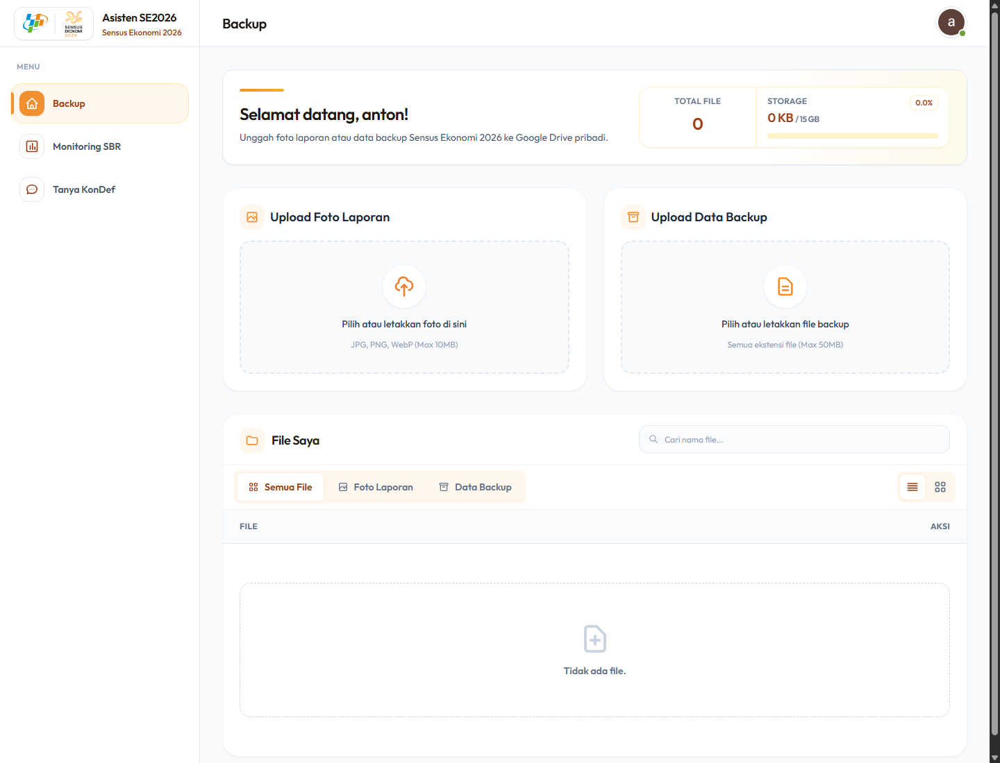 SENSUS
EKONOMI
2026
Asisten SE2026
Sensus Ekonomi 2026
MENU
Backup
Monitoring SBR
Tanya KonDef
Backup
a
Selamat datang, anton!
Unggah foto laporan atau data backup Sensus Ekonomi 2026 ke Google Drive pribadi.
TOTAL FILE
0
STORAGE
0.0%
0 KB / 15 GB
Upload Foto Laporan
Pilih atau letakkan foto di sini
JPG, PNG, WebP (Max 10MB)
Upload Data Backup
Pilih atau letakkan file backup
Semua ekstensi file (Max 50MB)
File Saya
Cari nama file...
Semua File
Foto Laporan
Data Backup
FILE
AKSI
Tidak ada file.